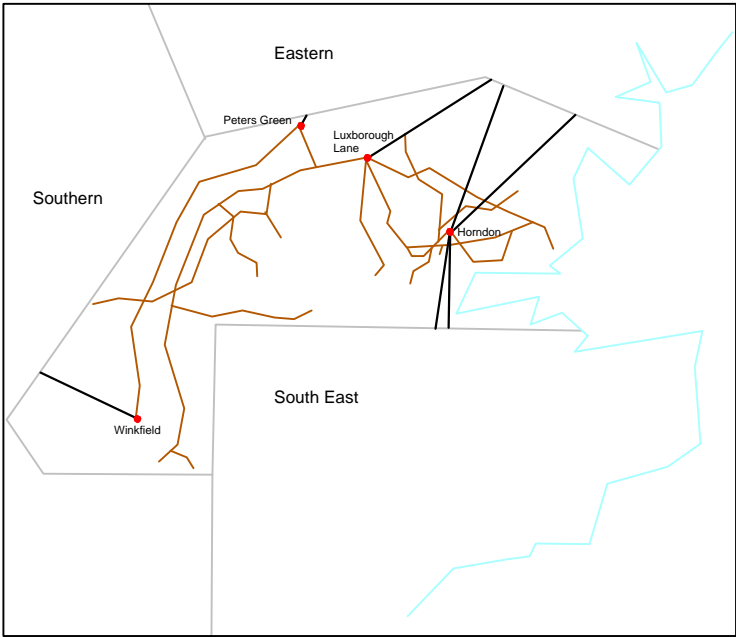 Eastern
Peters Green
Luxborough
Lane
Southern
Horndon
South East
Winkfield